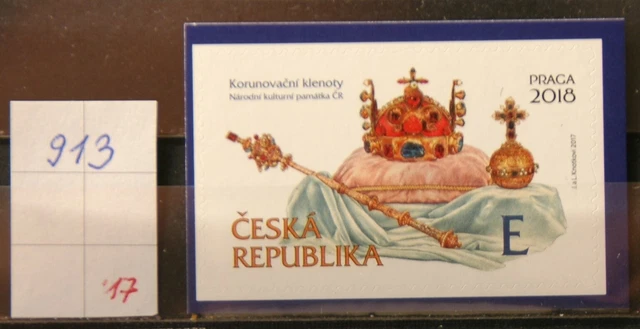 913
'17
Korunovační klenoty
Národní kulturní památka ČR
PRAGA
2018
ČESKÁ
REPUBLIKA
E